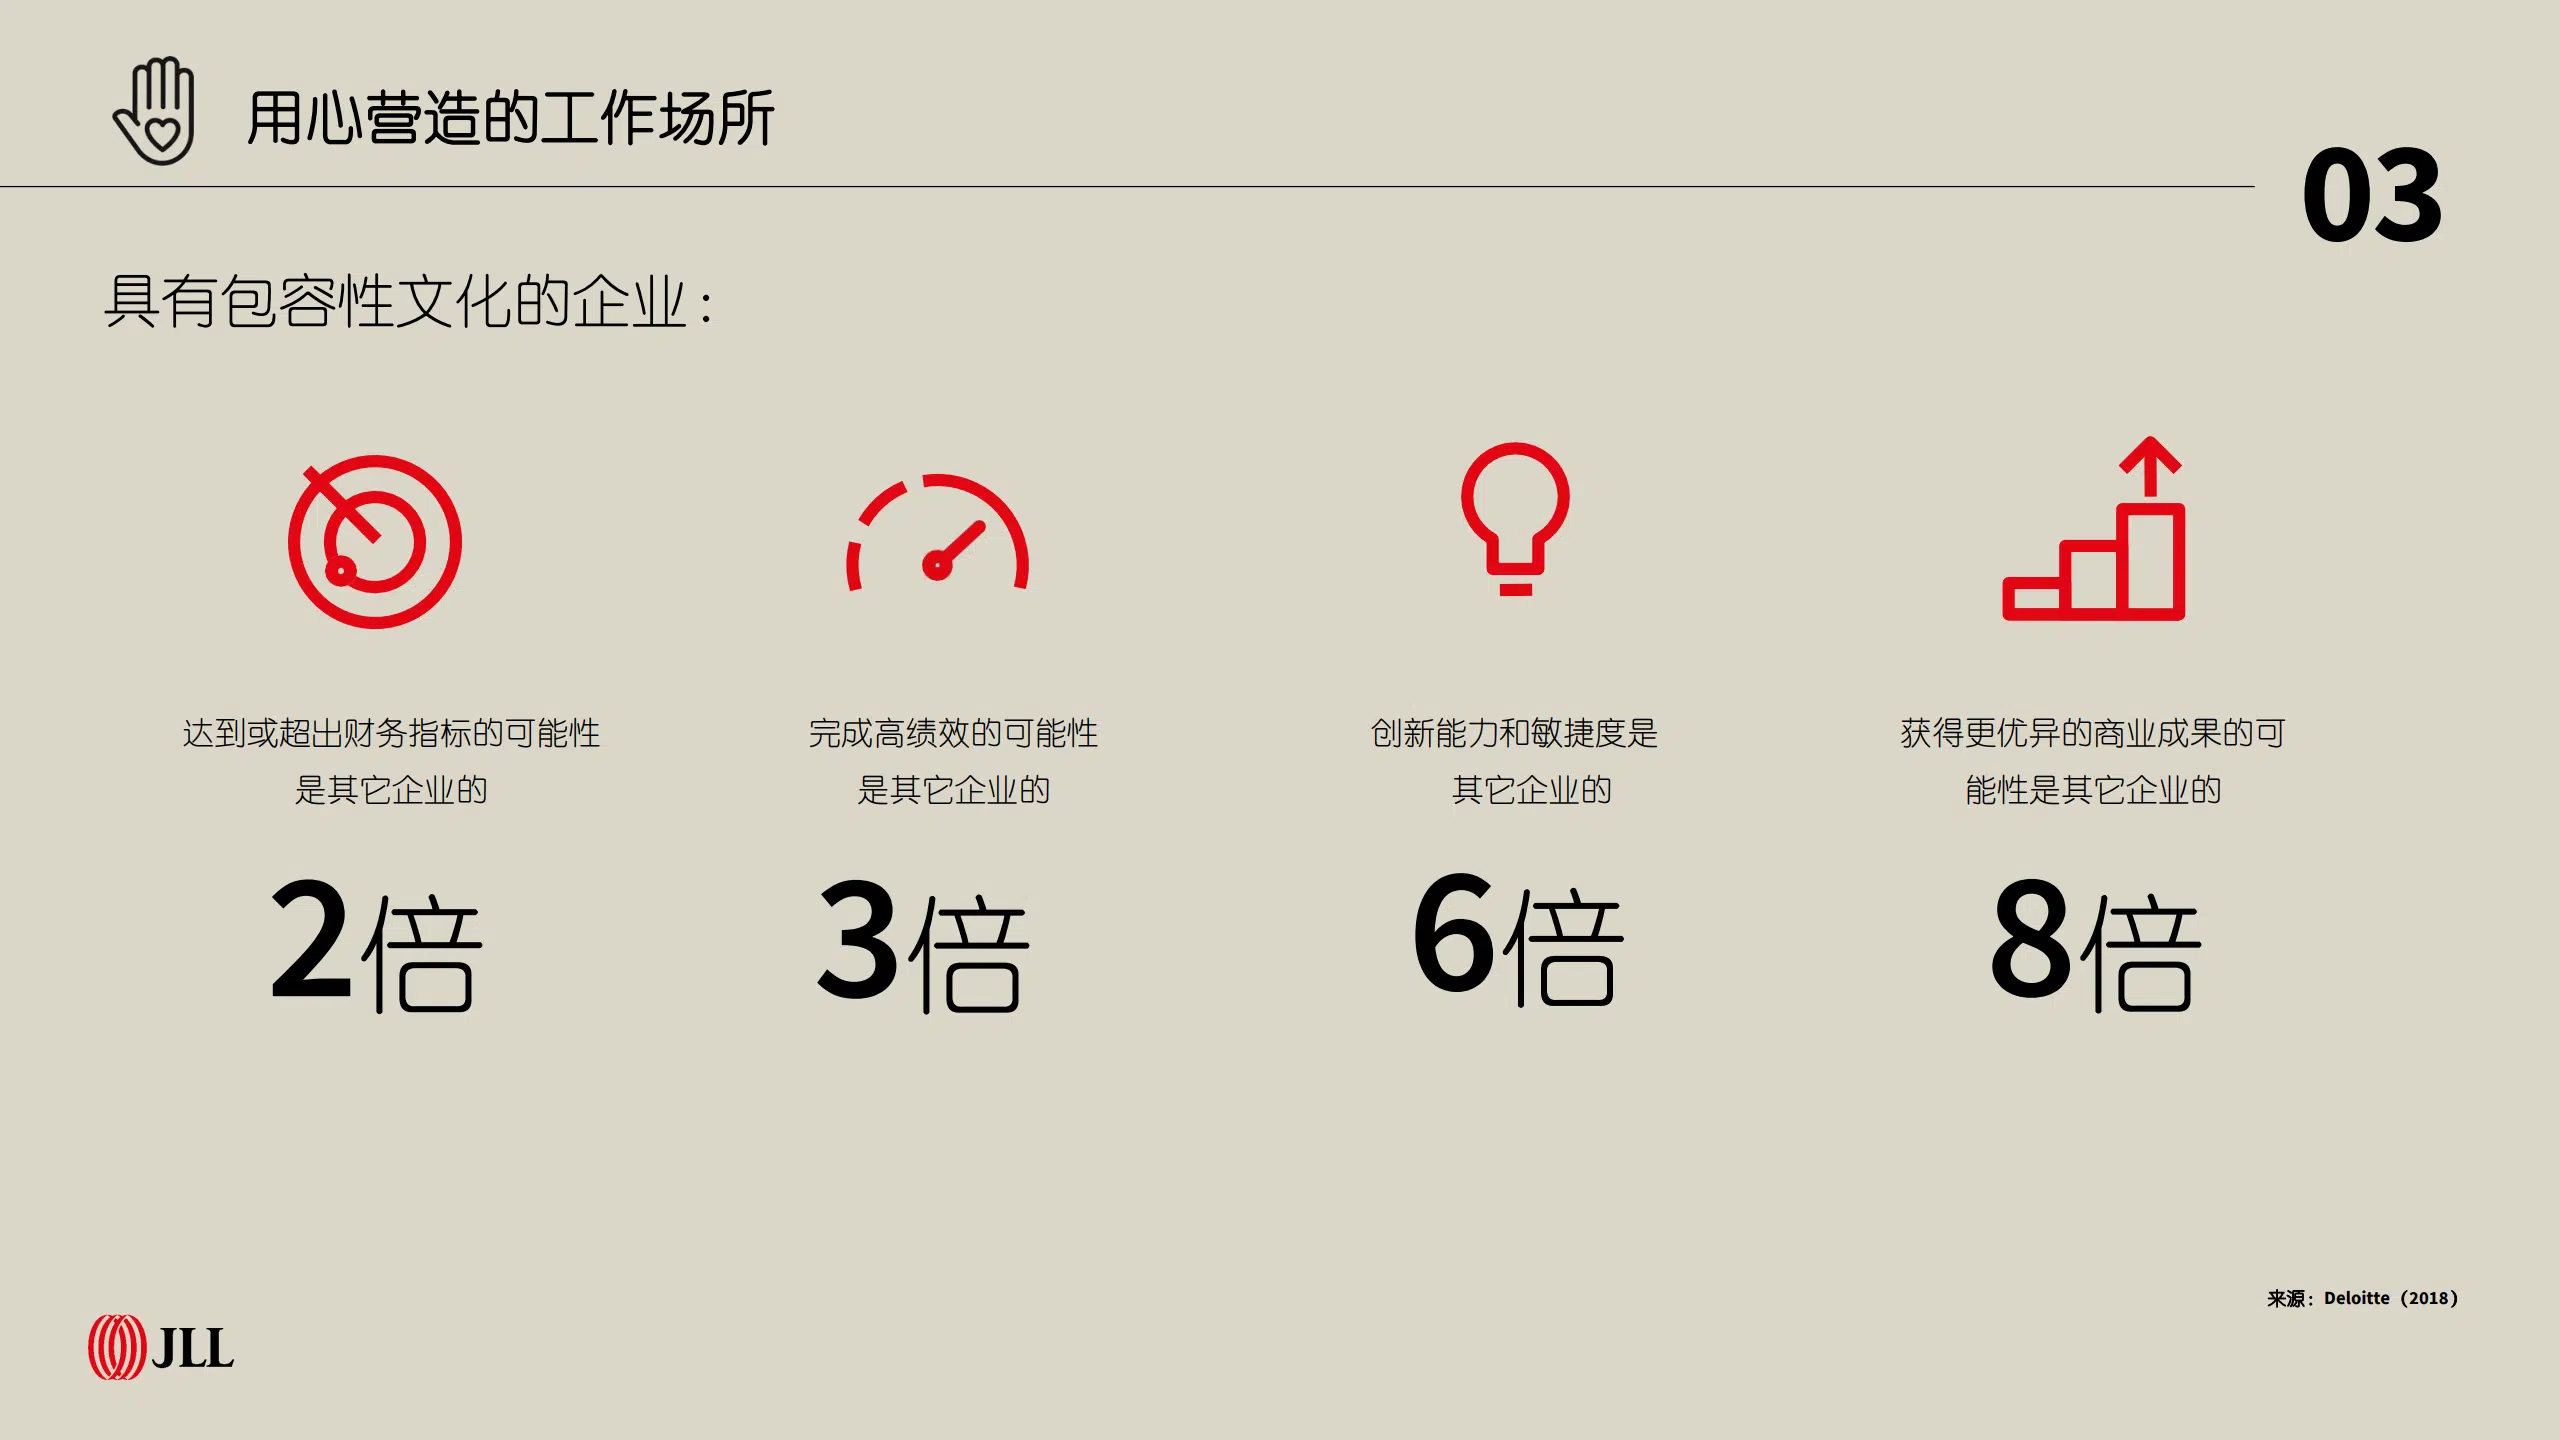 用心营造的工作场所
03
具有包容性文化的企业：
达到或超出财务指标的可能性
是其它企业的
2倍
完成高绩效的可能性
是其它企业的
3倍
创新能力和敏捷度是
其它企业的
6倍
获得更优异的商业成果的可
能性是其它企业的
8倍
来源：Deloitte（2018）
JLL